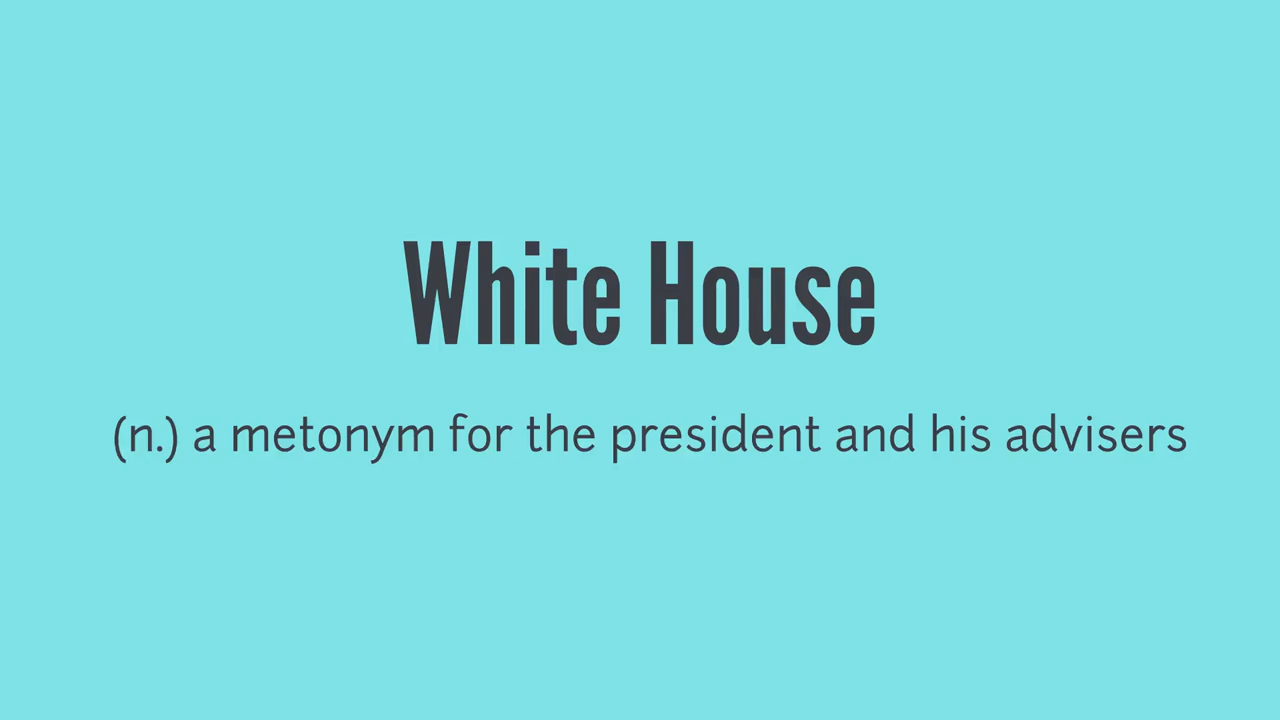 White House
(n.) a metonym for the president and his advisers